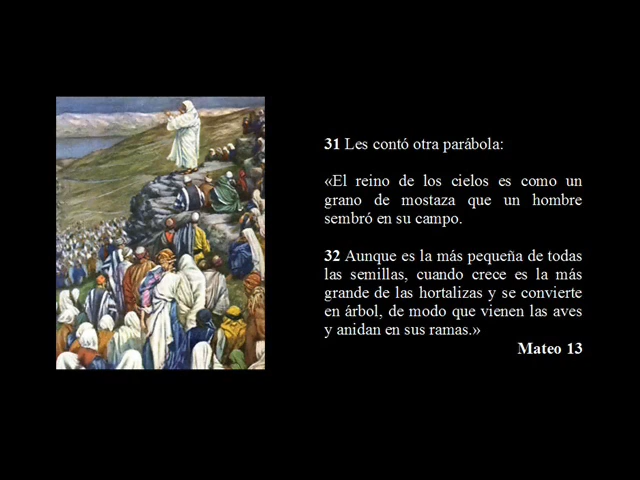 31 Les contó otra parábola:
«El reino de los cielos es como un
grano de mostaza que un hombre
sembró en su campo.
32 Aunque es la más pequeña de todas
las semillas, cuando crece es la más
grande de las hortalizas y se convierte
en árbol, de modo que vienen las aves
y anidan en sus ramas.»
Mateo 13